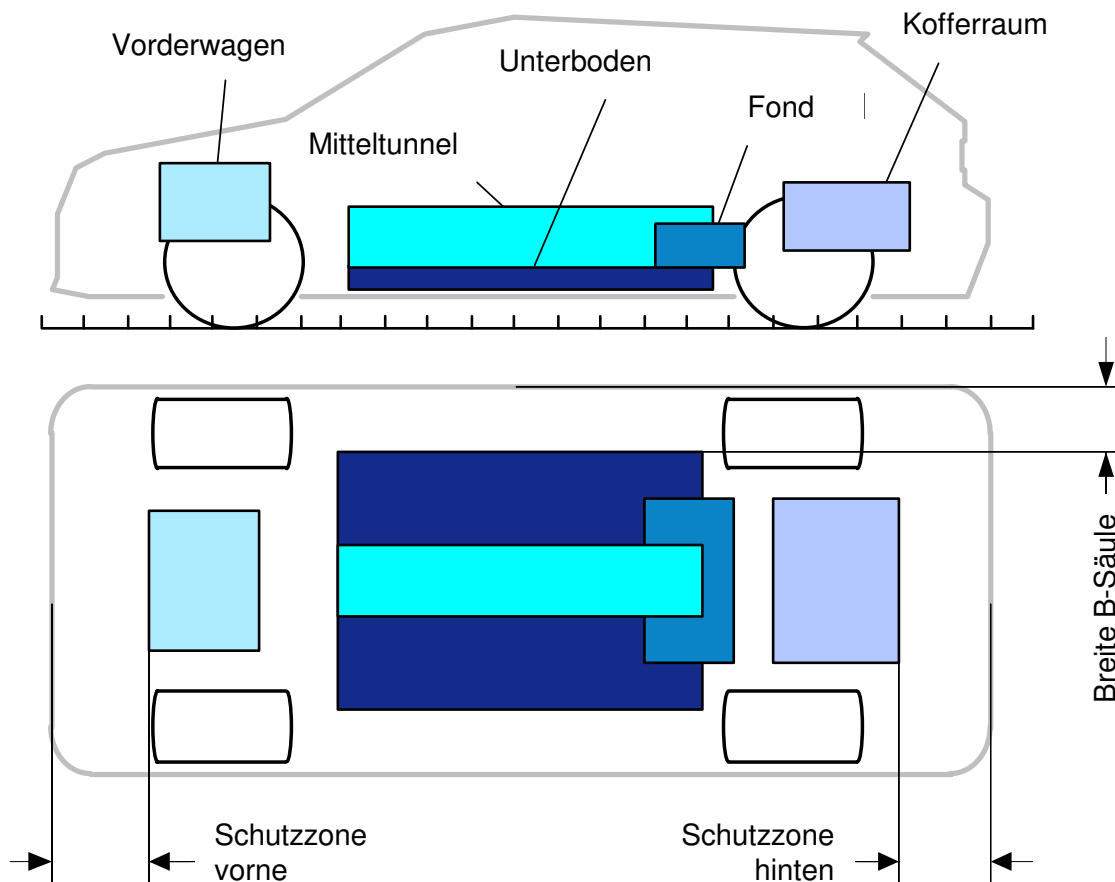 Kofferraum
Vorderwagen
Unterboden
Fond
Mitteltunnel
Breite B-Säule
Schutzzone
vorne
Schutzzone
hinten